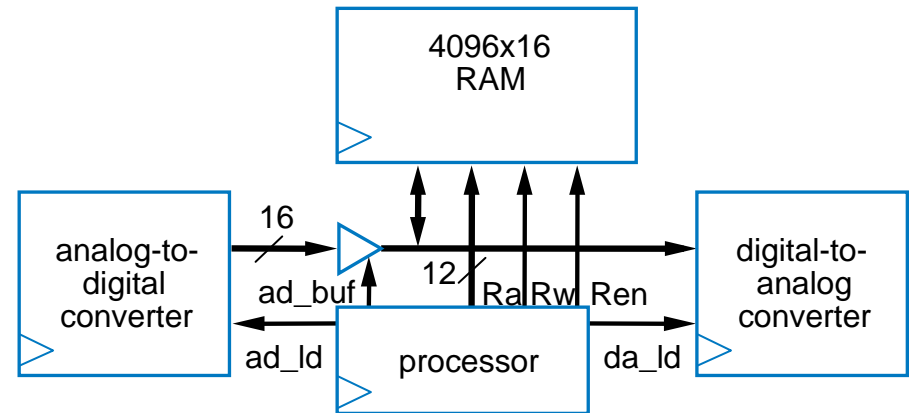 4096x16
RAM
16
analog-to-
digital
converter
ad_buf
12
Ra Rw Ren
digital-to-
analog
converter
ad_ld
processor
da_ld